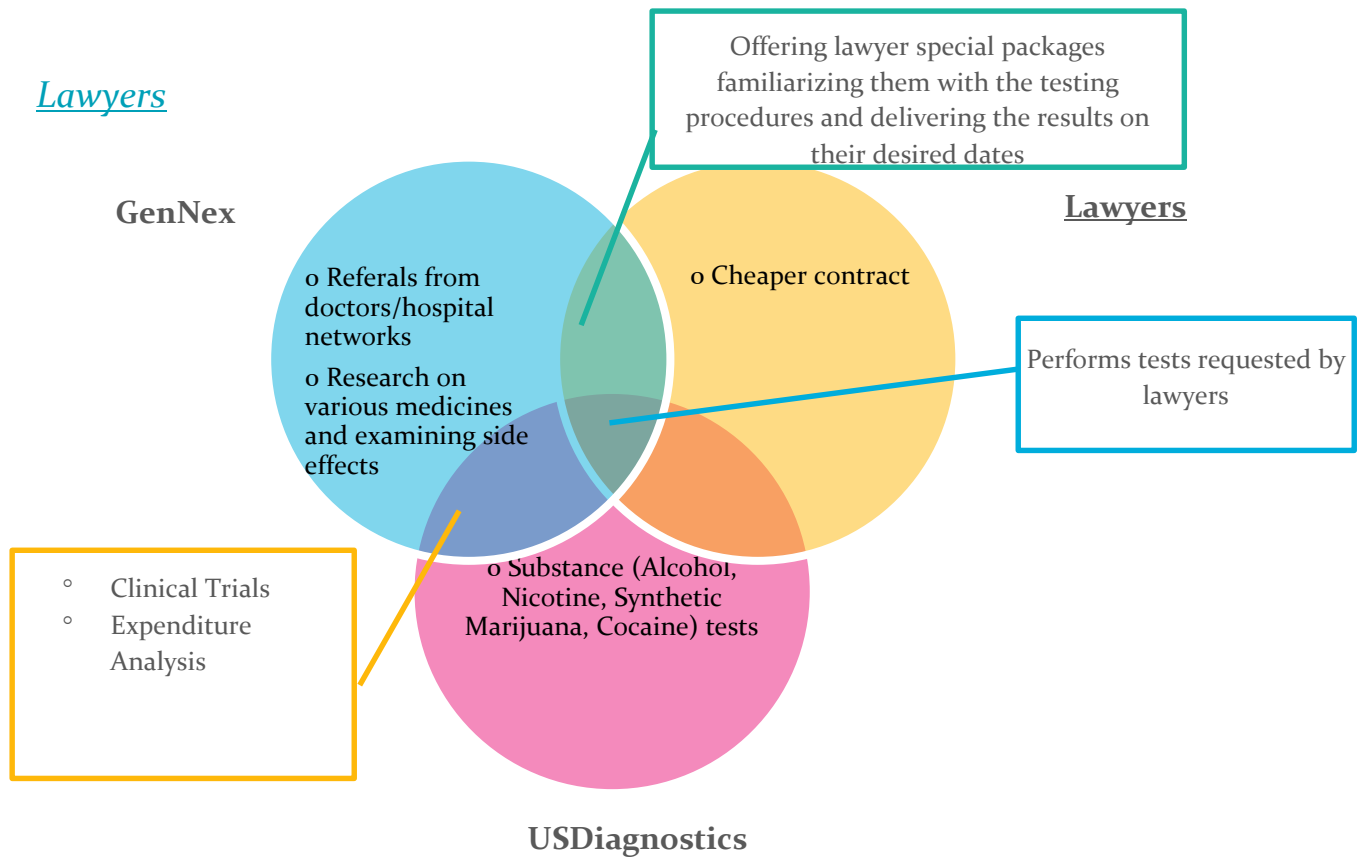 Lawyers
Offering lawyer special packages
familiarizing them with the testing
procedures and delivering the results on
their desired dates
GenNex
Lawyers
o Referals from
doctors/hospital
networks
o Research on
various medicines
and examining side
effects
o Cheaper contract
Performs tests requested by
lawyers
° Clinical Trials
° Expenditure
Analysis
o Substance (Alcohol,
Nicotine, Synthetic
Marijuana, Cocaine) tests
USDiagnostics